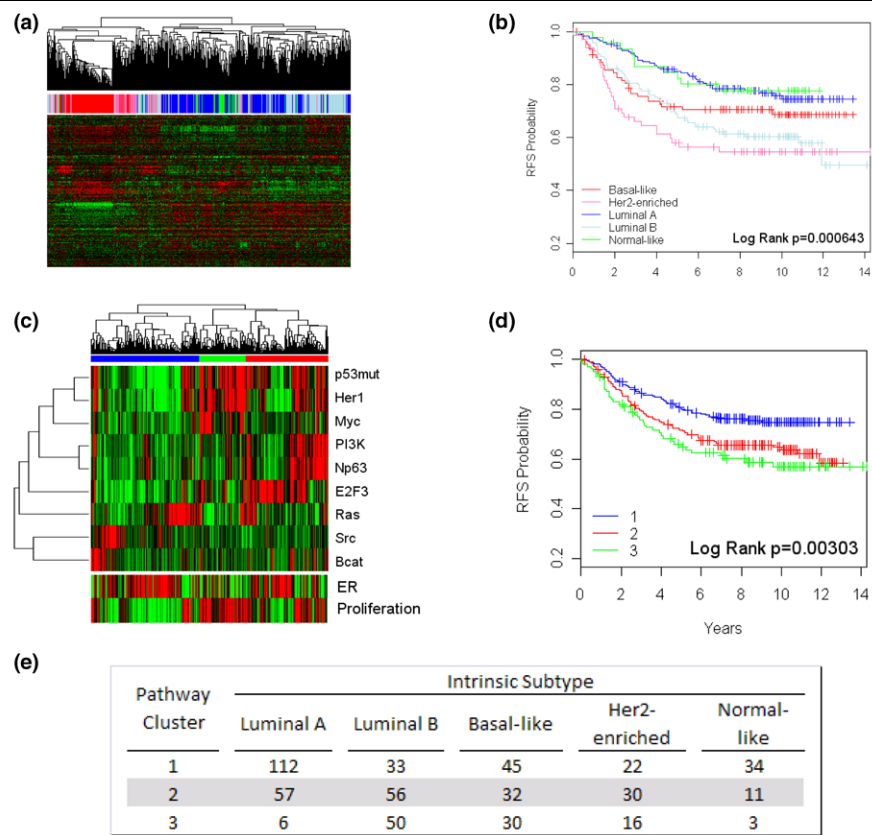 (a)
(b)
RFS Probability
1.0
0.8
0.6
0.4
0.2
Basal-like
Her2-enriched
Luminal A
Luminal B
Normal-like
Log Rank p=0.000643
0 2 4 6 8 10 12 14
(c)
p53mut
Her1
Myc
PI3K
Np63
E2F3
Ras
Src
Bcat
ER
Proliferation
(d)
RFS Probability
1.0
0.8
0.6
0.4
0.2
1
2
3
Log Rank p=0.00303
0 2 4 6 8 10 12 14
Years
(e)
Pathway Cluster
Intrinsic Subtype
Luminal A Luminal B Basal-like Her2-enriched Normal-like
1 112 33 45 22 34
2 57 56 32 30 11
3 6 50 30 16 3